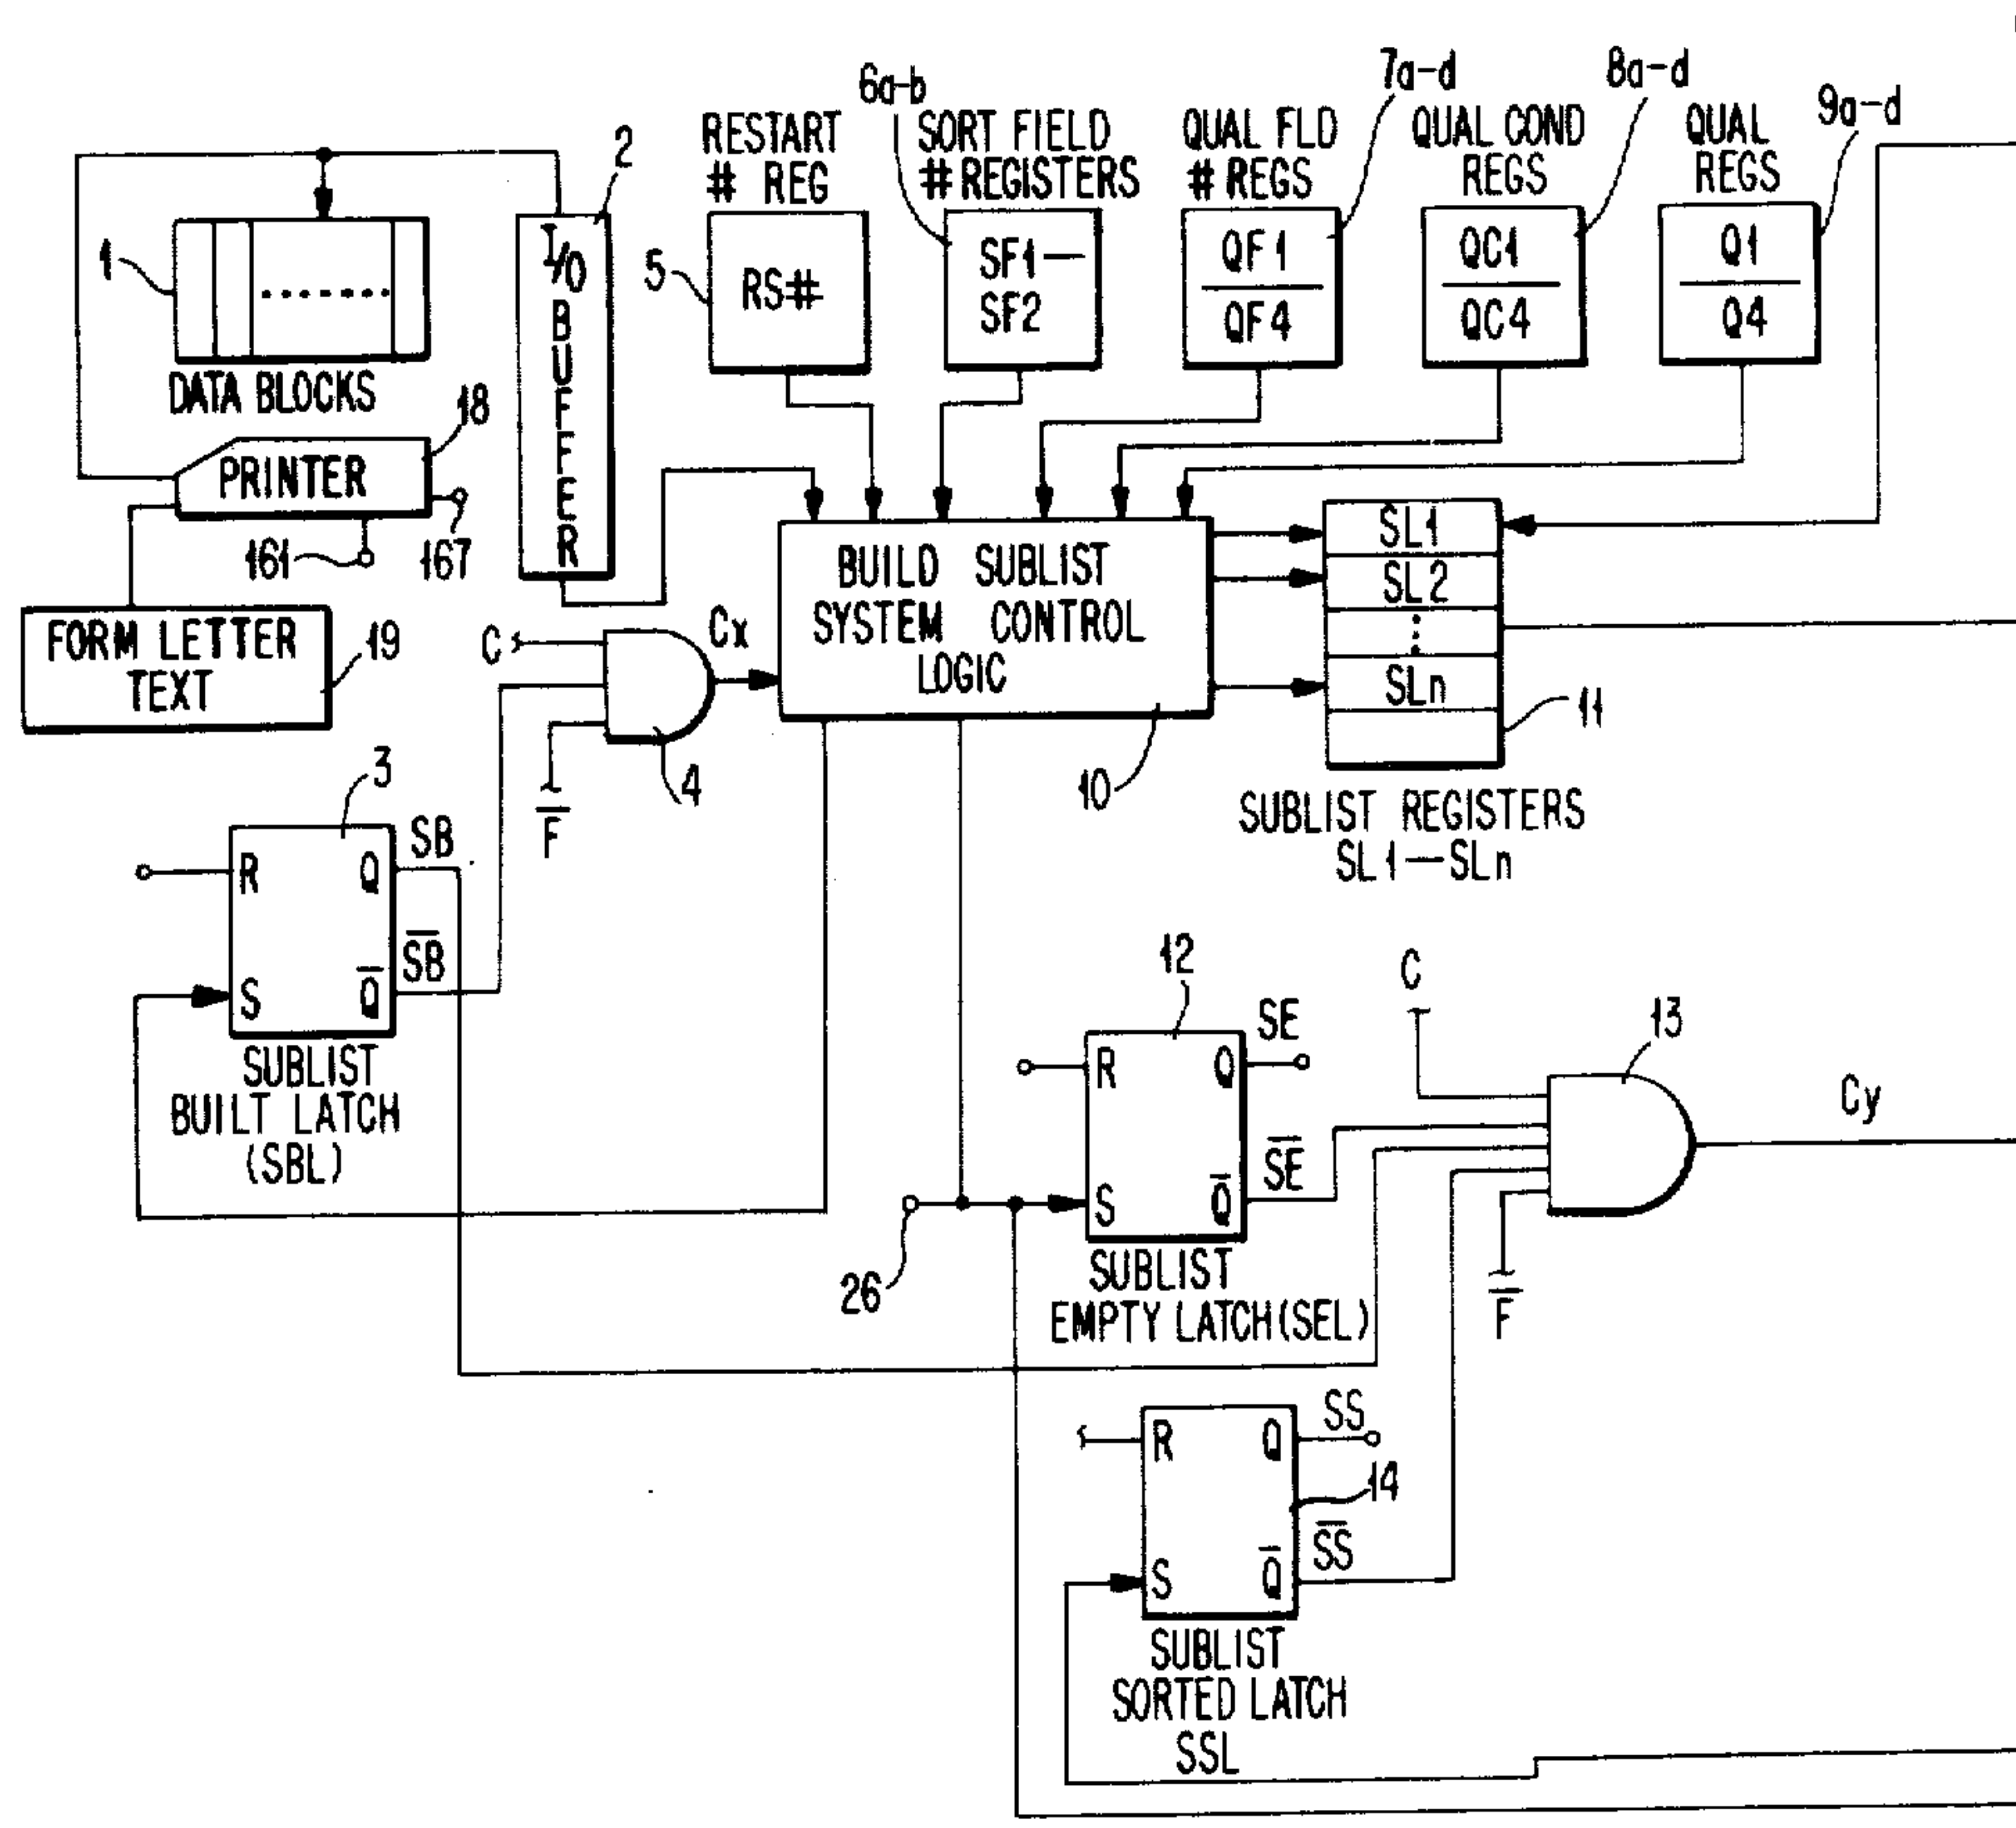 7a-d
8a-d
6a-b
9a-d
2
RESTART
# REG
SORT FIELD
# REGISTERS
QUAL FLD
# REGS
QUAL COND
REGS
QUAL
REGS
1
I/O BUFFER
5
RS#
SF1—
SF2
QF1
QF4
QC1
QC4
Q1
Q4
DATA BLOCKS
18
PRINTER
161
167
SL1
SL2
⋮
SLn
BUILD SUBLIST
SYSTEM CONTROL
LOGIC
C
Cx
FORM LETTER
TEXT
19
11
3
F̅
4
10
SUBLIST REGISTERS
SL1—SLn
SB
R Q
S̅B̅
S Q̅
SUBLIST
BUILT LATCH
(SBL)
12
C
SE
13
R Q
Cy
S̅E̅
S Q̅
26
SUBLIST
EMPTY LATCH (SEL)
F̅
SS
R Q
14
S̅S̅
S Q̅
SUBLIST
SORTED LATCH
SSL